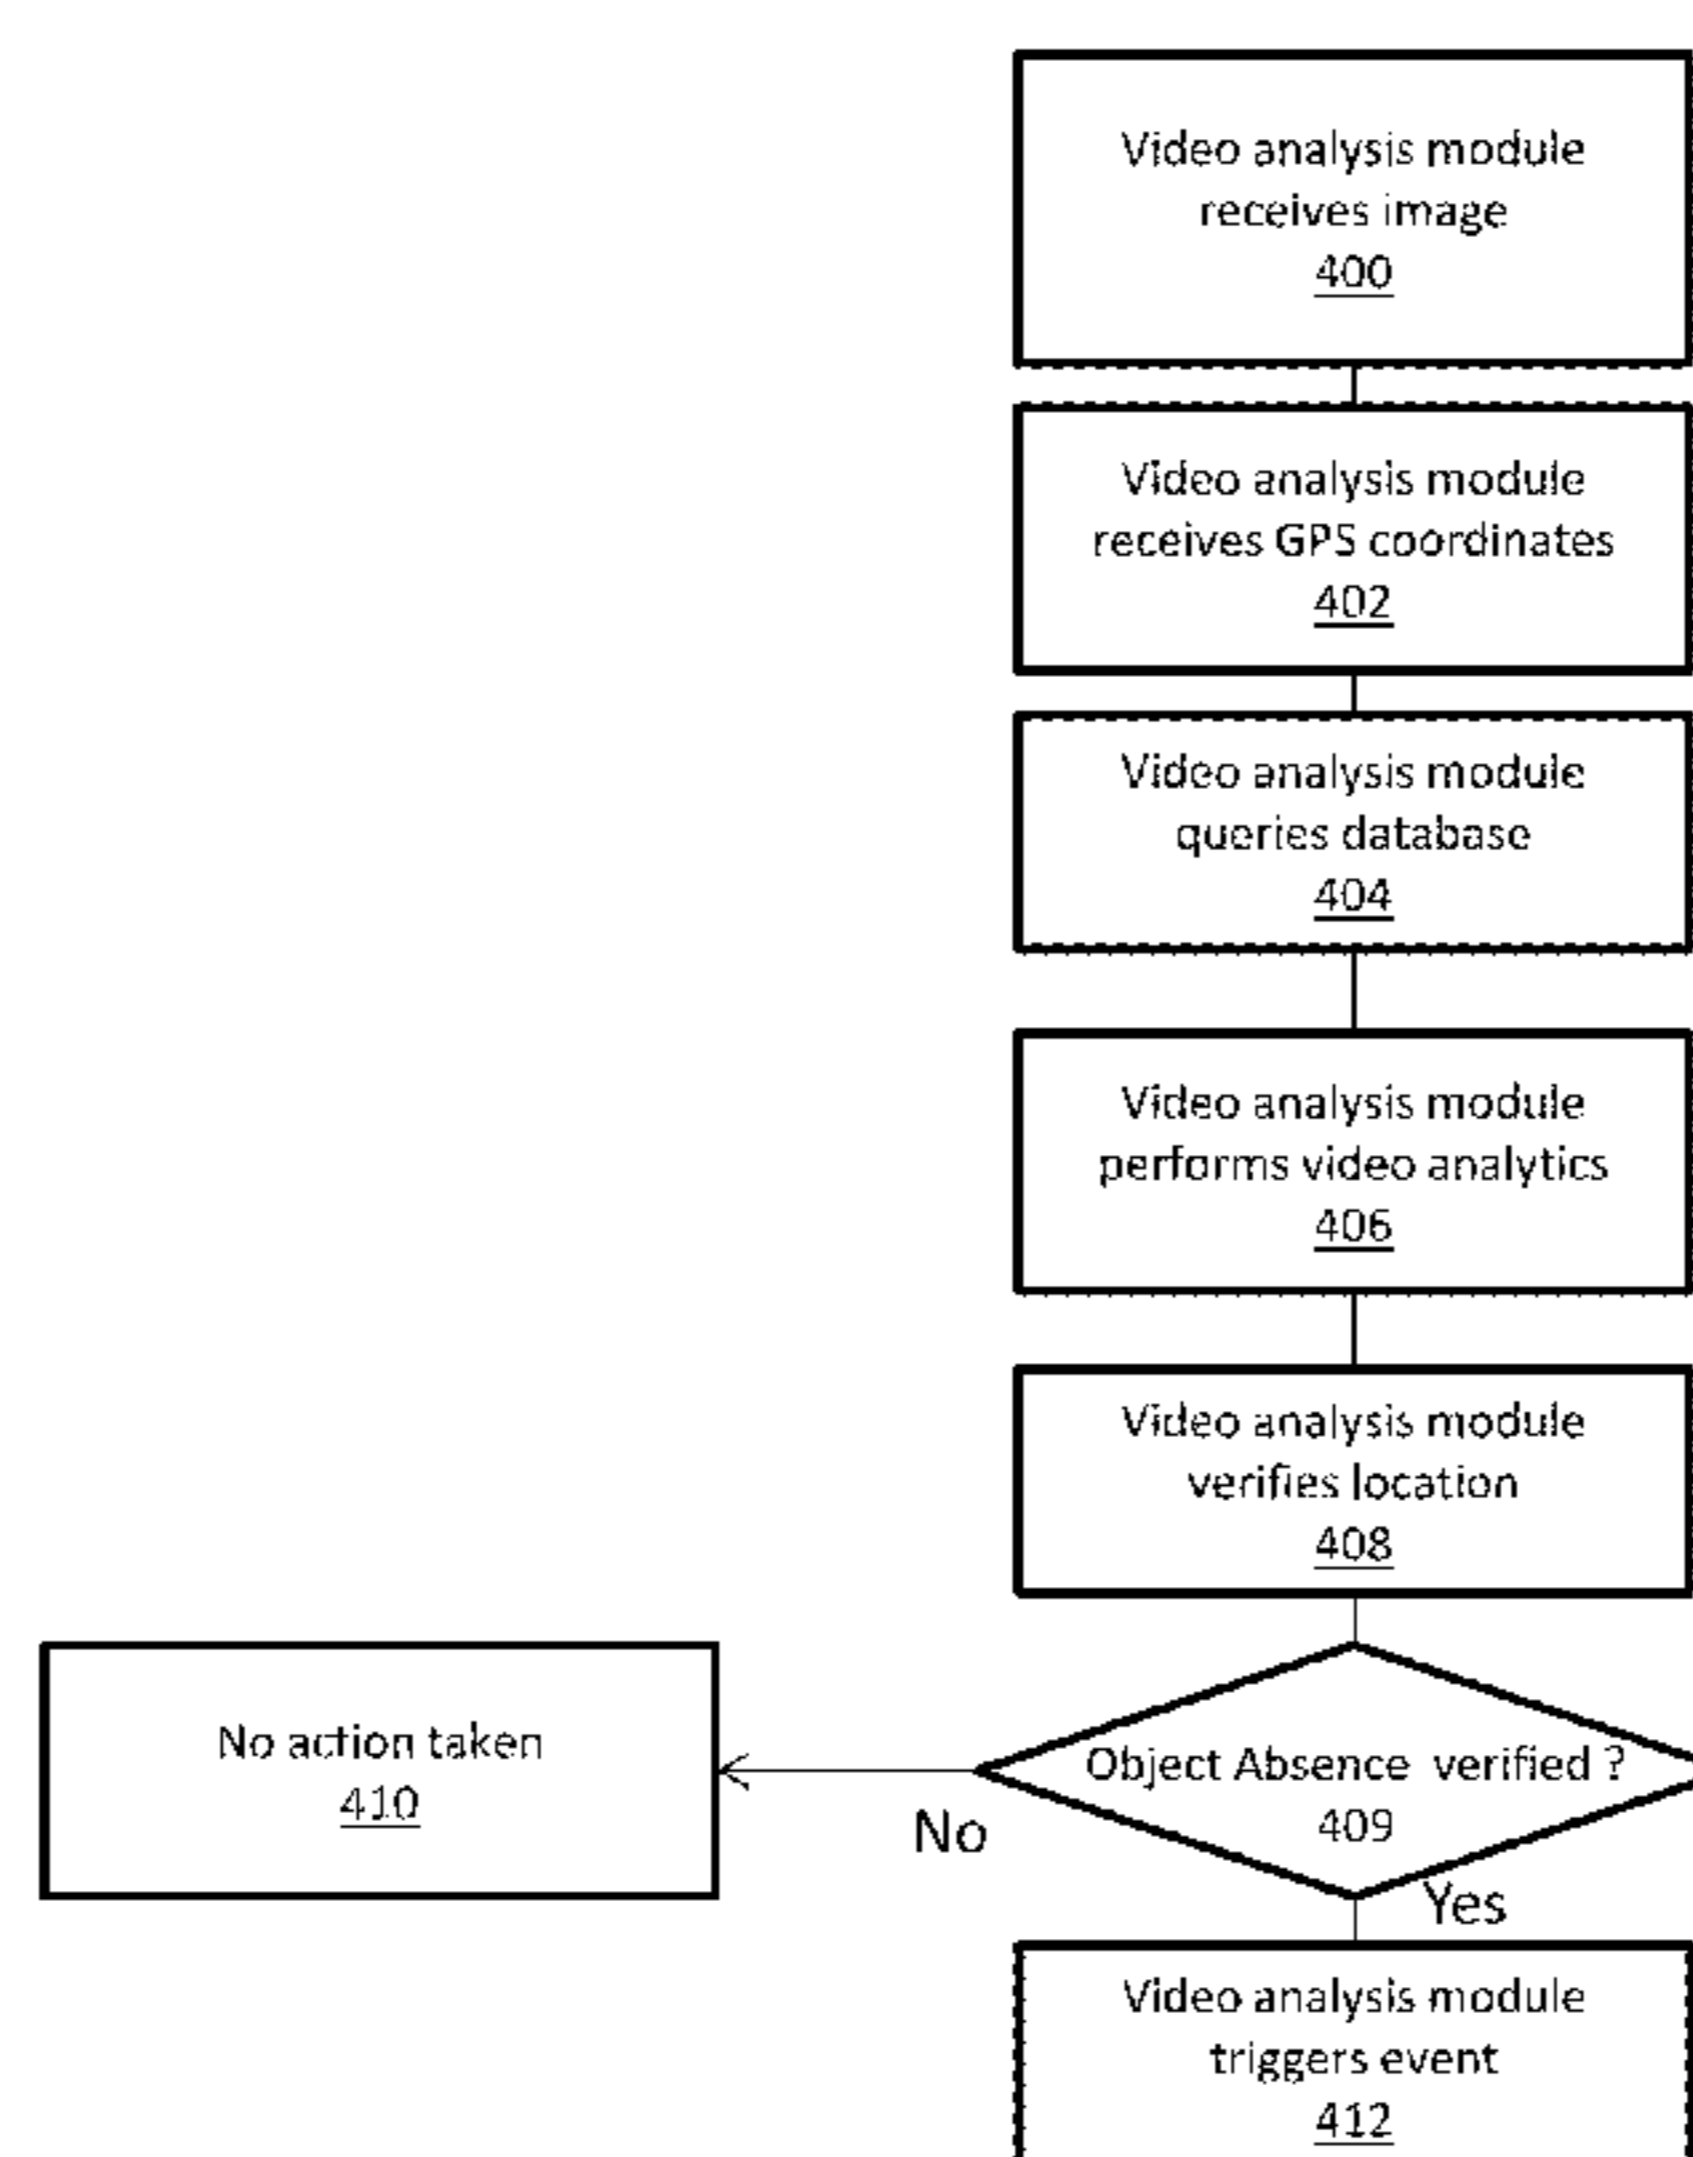 Video analysis module
receives image
400
Video analysis module
receives GPS coordinates
402
Video analysis module
queries database
404
Video analysis module
performs video analytics
406
Video analysis module
verifies location
408
No action taken
410
Object Absence verified ?
409
No
Yes
Video analysis module
triggers event
412